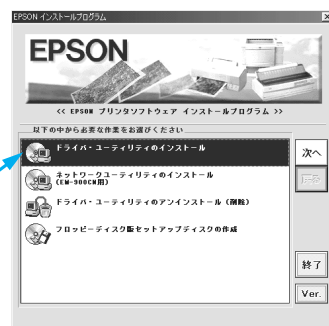 EPSON インストールプログラム
EPSON
<< EPSON プリンタソフトウェア インストールプログラム >>
以下の中から必要な作業をお選びください
ドライバ・ユーティリティのインストール
ネットワークユーティリティのインストール
(EM-900CN用)
ドライバ・ユーティリティのアンインストール (削除)
フロッピーディスク版セットアップディスクの作成
次へ
戻る
終了
Ver.